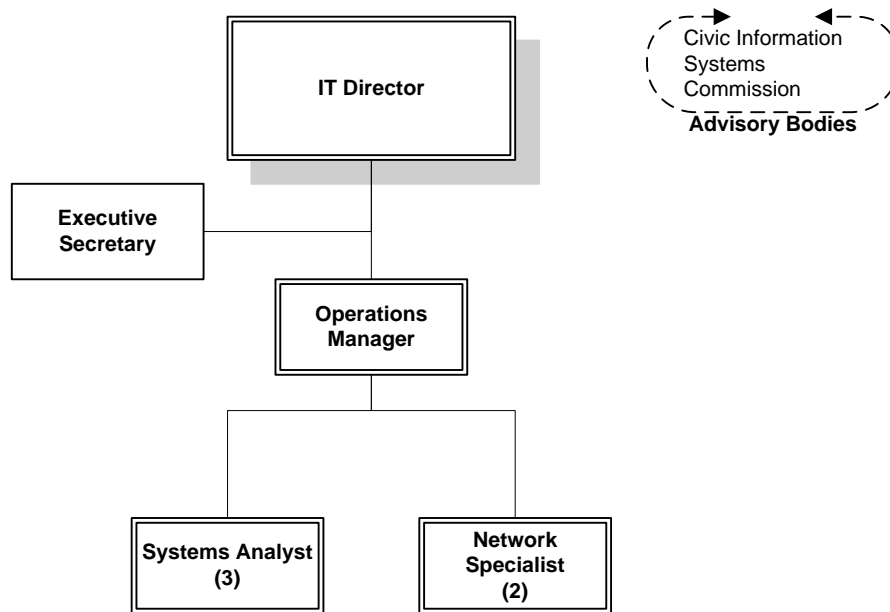 IT Director
Civic Information
Systems
Commission
Advisory Bodies
Executive
Secretary
Operations
Manager
Systems Analyst
(3)
Network
Specialist
(2)